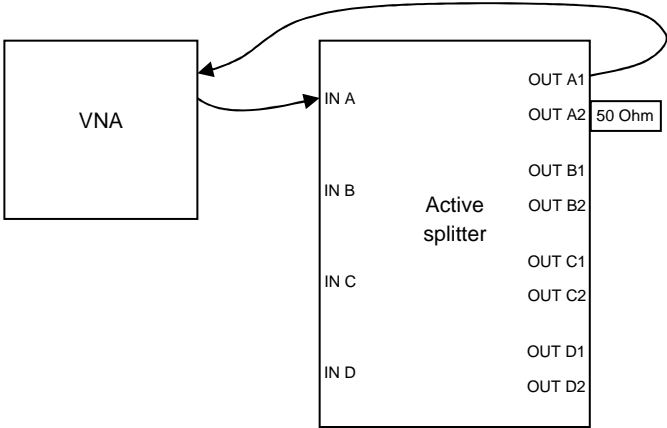 VNA
IN A
IN B
IN C
IN D
Active
splitter
OUT A1
OUT A2
50 Ohm
OUT B1
OUT B2
OUT C1
OUT C2
OUT D1
OUT D2